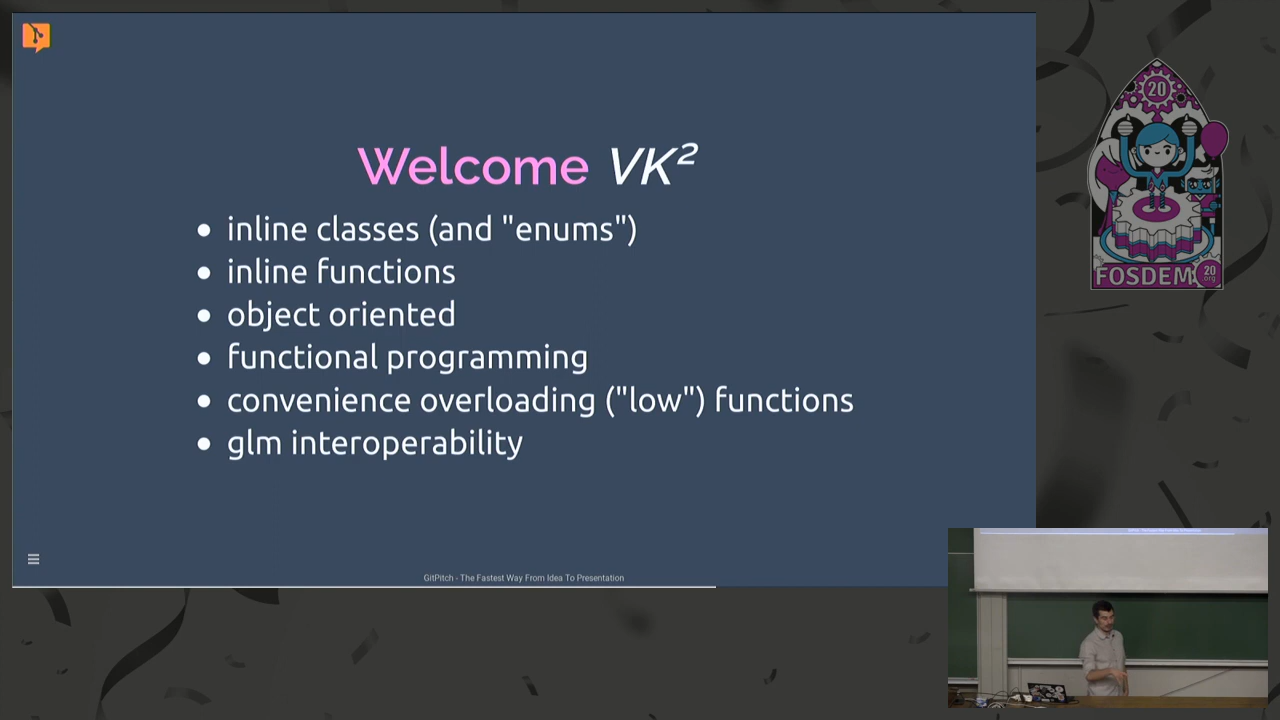 Welcome VK²
inline classes (and "enums")
inline functions
object oriented
functional programming
convenience overloading ("low") functions
glm interoperability
GitPitch - The Fastest Way From Idea To Presentation
20
FOSDEM
20
.org